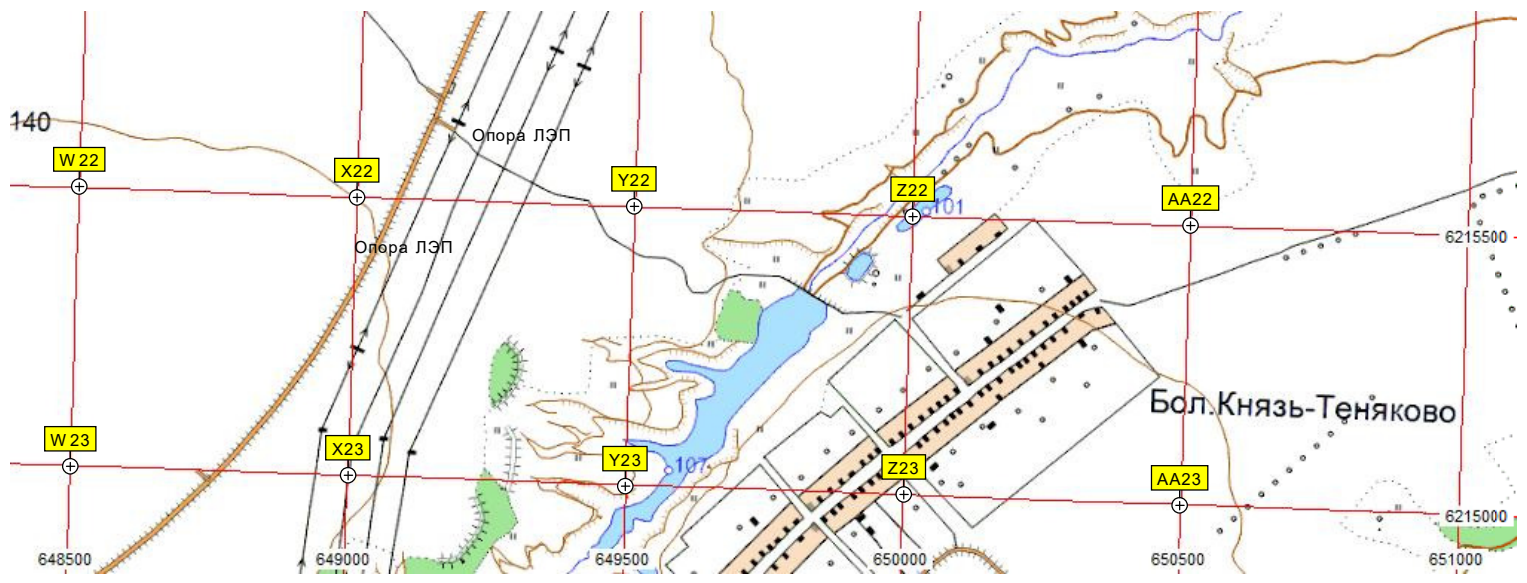 140
Опора ЛЭП
W 22
X22
Y22
Z22
101
AA22
6215500
Опора ЛЭП
Бол.Князь-Теняково
W 23
X23
Y23
107
Z23
AA23
6215000
648500
649000
649500
650000
650500
651000